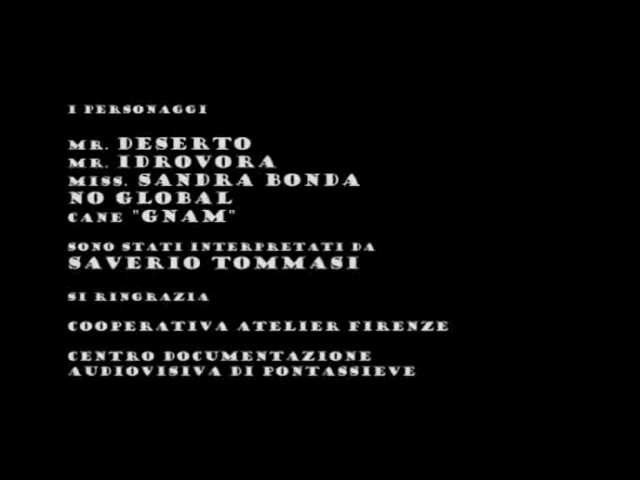 I PERSONAGGI
MR. DESERTO
MR. IDROVORA
MISS. SANDRA BONDA
NO GLOBAL
CANE "GNAM"
SONO STATI INTERPRETATI DA
SAVERIO TOMMASI
SI RINGRAZIA
COOPERATIVA ATELIER FIRENZE
CENTRO DOCUMENTAZIONE
AUDIOVISIVA DI PONTASSIEVE